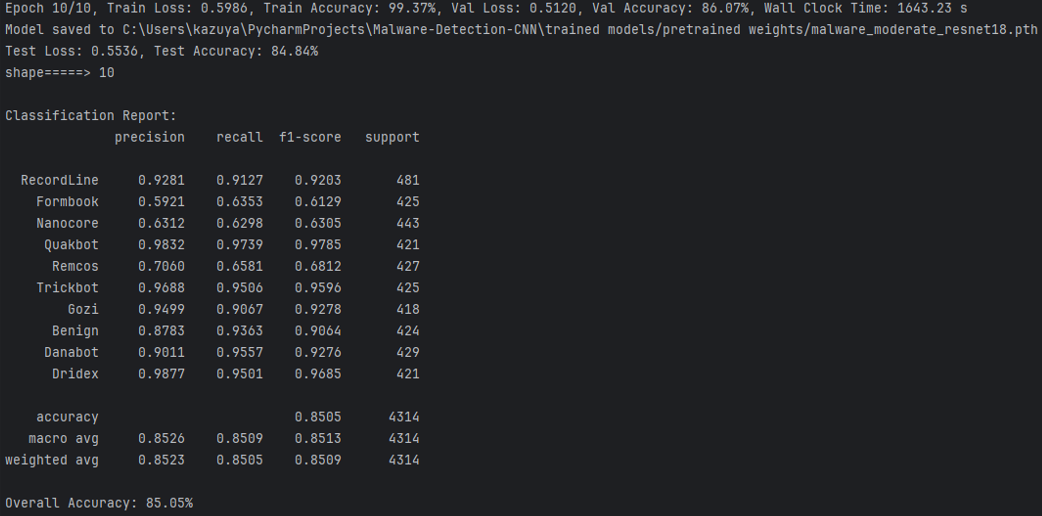 Epoch 10/10, Train Loss: 0.5986, Train Accuracy: 99.37%, Val Loss: 0.5120, Val Accuracy: 86.07%, Wall Clock Time: 1643.23 s
Model saved to C:\Users\kazuya\PycharmProjects\Malware-Detection-CNN\trained models/pretrained weights/malware_moderate_resnet18.pth
Test Loss: 0.5536, Test Accuracy: 84.84%
shape=====> 10
Classification Report:
precision recall f1-score support
RecordLine 0.9281 0.9127 0.9203 481
Formbook 0.5921 0.6353 0.6129 425
Nanocore 0.6312 0.6298 0.6305 443
Quakbot 0.9832 0.9739 0.9785 421
Remcos 0.7060 0.6581 0.6812 427
Trickbot 0.9688 0.9506 0.9596 425
Gozi 0.9499 0.9067 0.9278 418
Benign 0.8783 0.9363 0.9064 424
Danabot 0.9011 0.9557 0.9276 429
Dridex 0.9877 0.9501 0.9685 421
accuracy 0.8505 4314
macro avg 0.8526 0.8509 0.8513 4314
weighted avg 0.8523 0.8505 0.8509 4314
Overall Accuracy: 85.05%